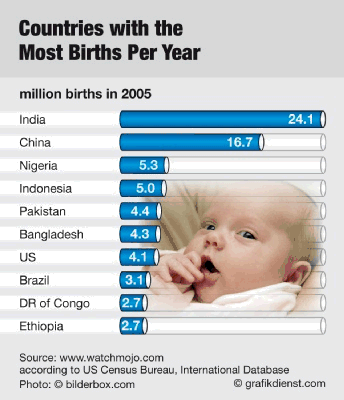 Countries with the
Most Births Per Year
million births in 2005
India 24.1
China 16.7
Nigeria 5.3
Indonesia 5.0
Pakistan 4.4
Bangladesh 4.3
US 4.1
Brazil 3.1
DR of Congo 2.7
Ethiopia 2.7
Source: www.watchmojo.com
according to US Census Bureau, International Database
Photo: © bilderbox.com © grafikdienst.com